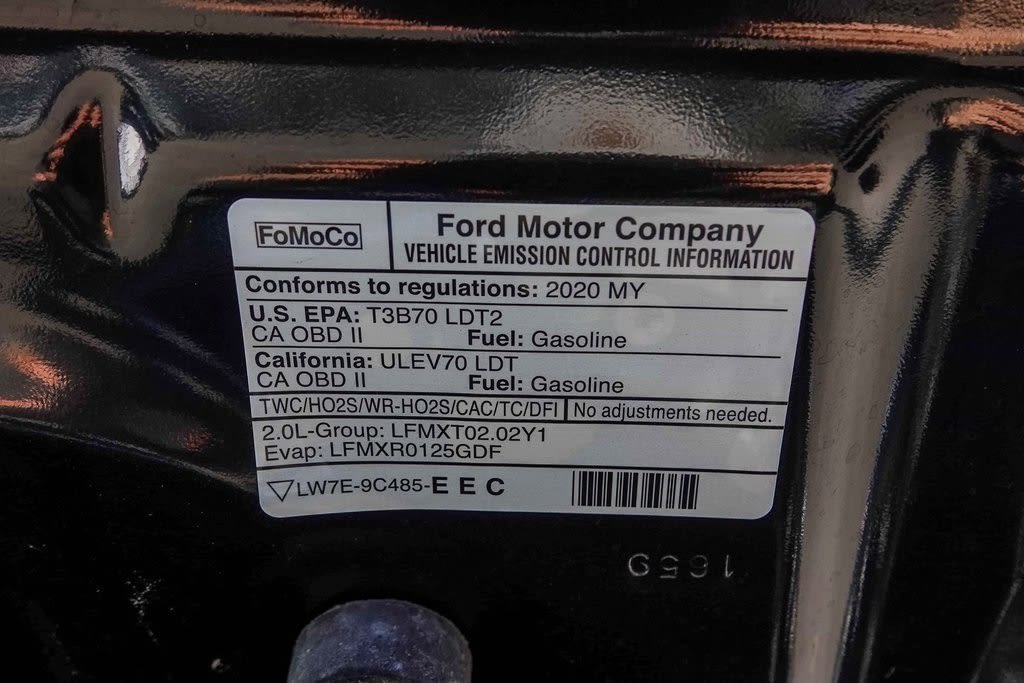 FoMoCo
Ford Motor Company
VEHICLE EMISSION CONTROL INFORMATION
Conforms to regulations: 2020 MY
U.S. EPA: T3B70 LDT2
CA OBD II Fuel: Gasoline
California: ULEV70 LDT
CA OBD II Fuel: Gasoline
TWC/HO2S/WR-HO2S/CAC/TC/DFI No adjustments needed.
2.0L-Group: LFMXT02.02Y1
Evap: LFMXR0125GDF
LW7E-9C485-E E C